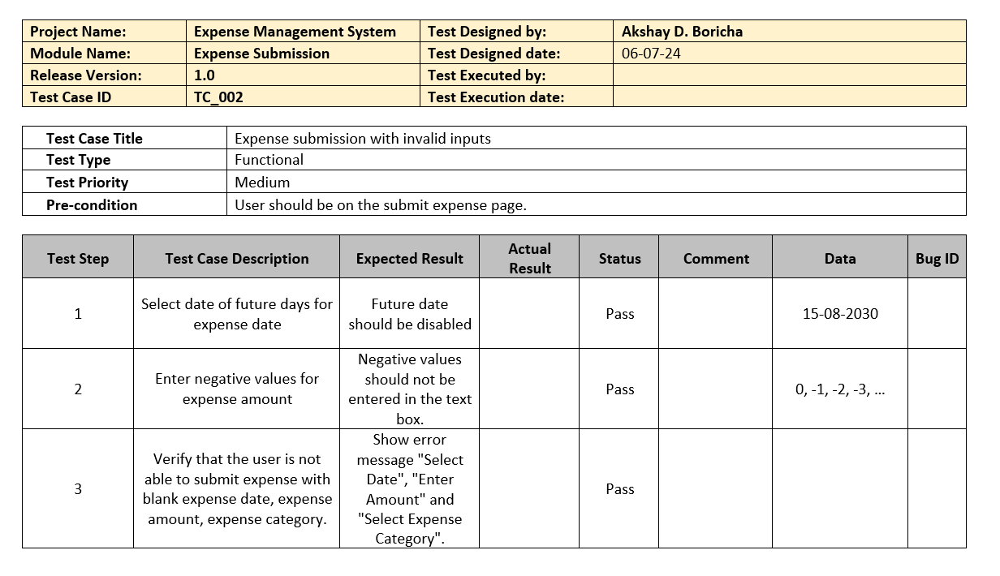 Project Name: Expense Management System Test Designed by: Akshay D. Boricha
Module Name: Expense Submission Test Designed date: 06-07-24
Release Version: 1.0 Test Executed by:
Test Case ID TC_002 Test Execution date:
Test Case Title Expense submission with invalid inputs
Test Type Functional
Test Priority Medium
Pre-condition User should be on the submit expense page.
Test Step Test Case Description Expected Result Actual Result Status Comment Data Bug ID
1
Select date of future days for
expense date
Future date
should be disabled
Pass
15-08-2030
2
Enter negative values for
expense amount
Negative values
should not be
entered in the text
box.
Pass
0, -1, -2, -3, ...
3
Verify that the user is not
able to submit expense with
blank expense date, expense
amount, expense category.
Show error
message "Select
Date", "Enter
Amount" and
"Select Expense
Category".
Pass